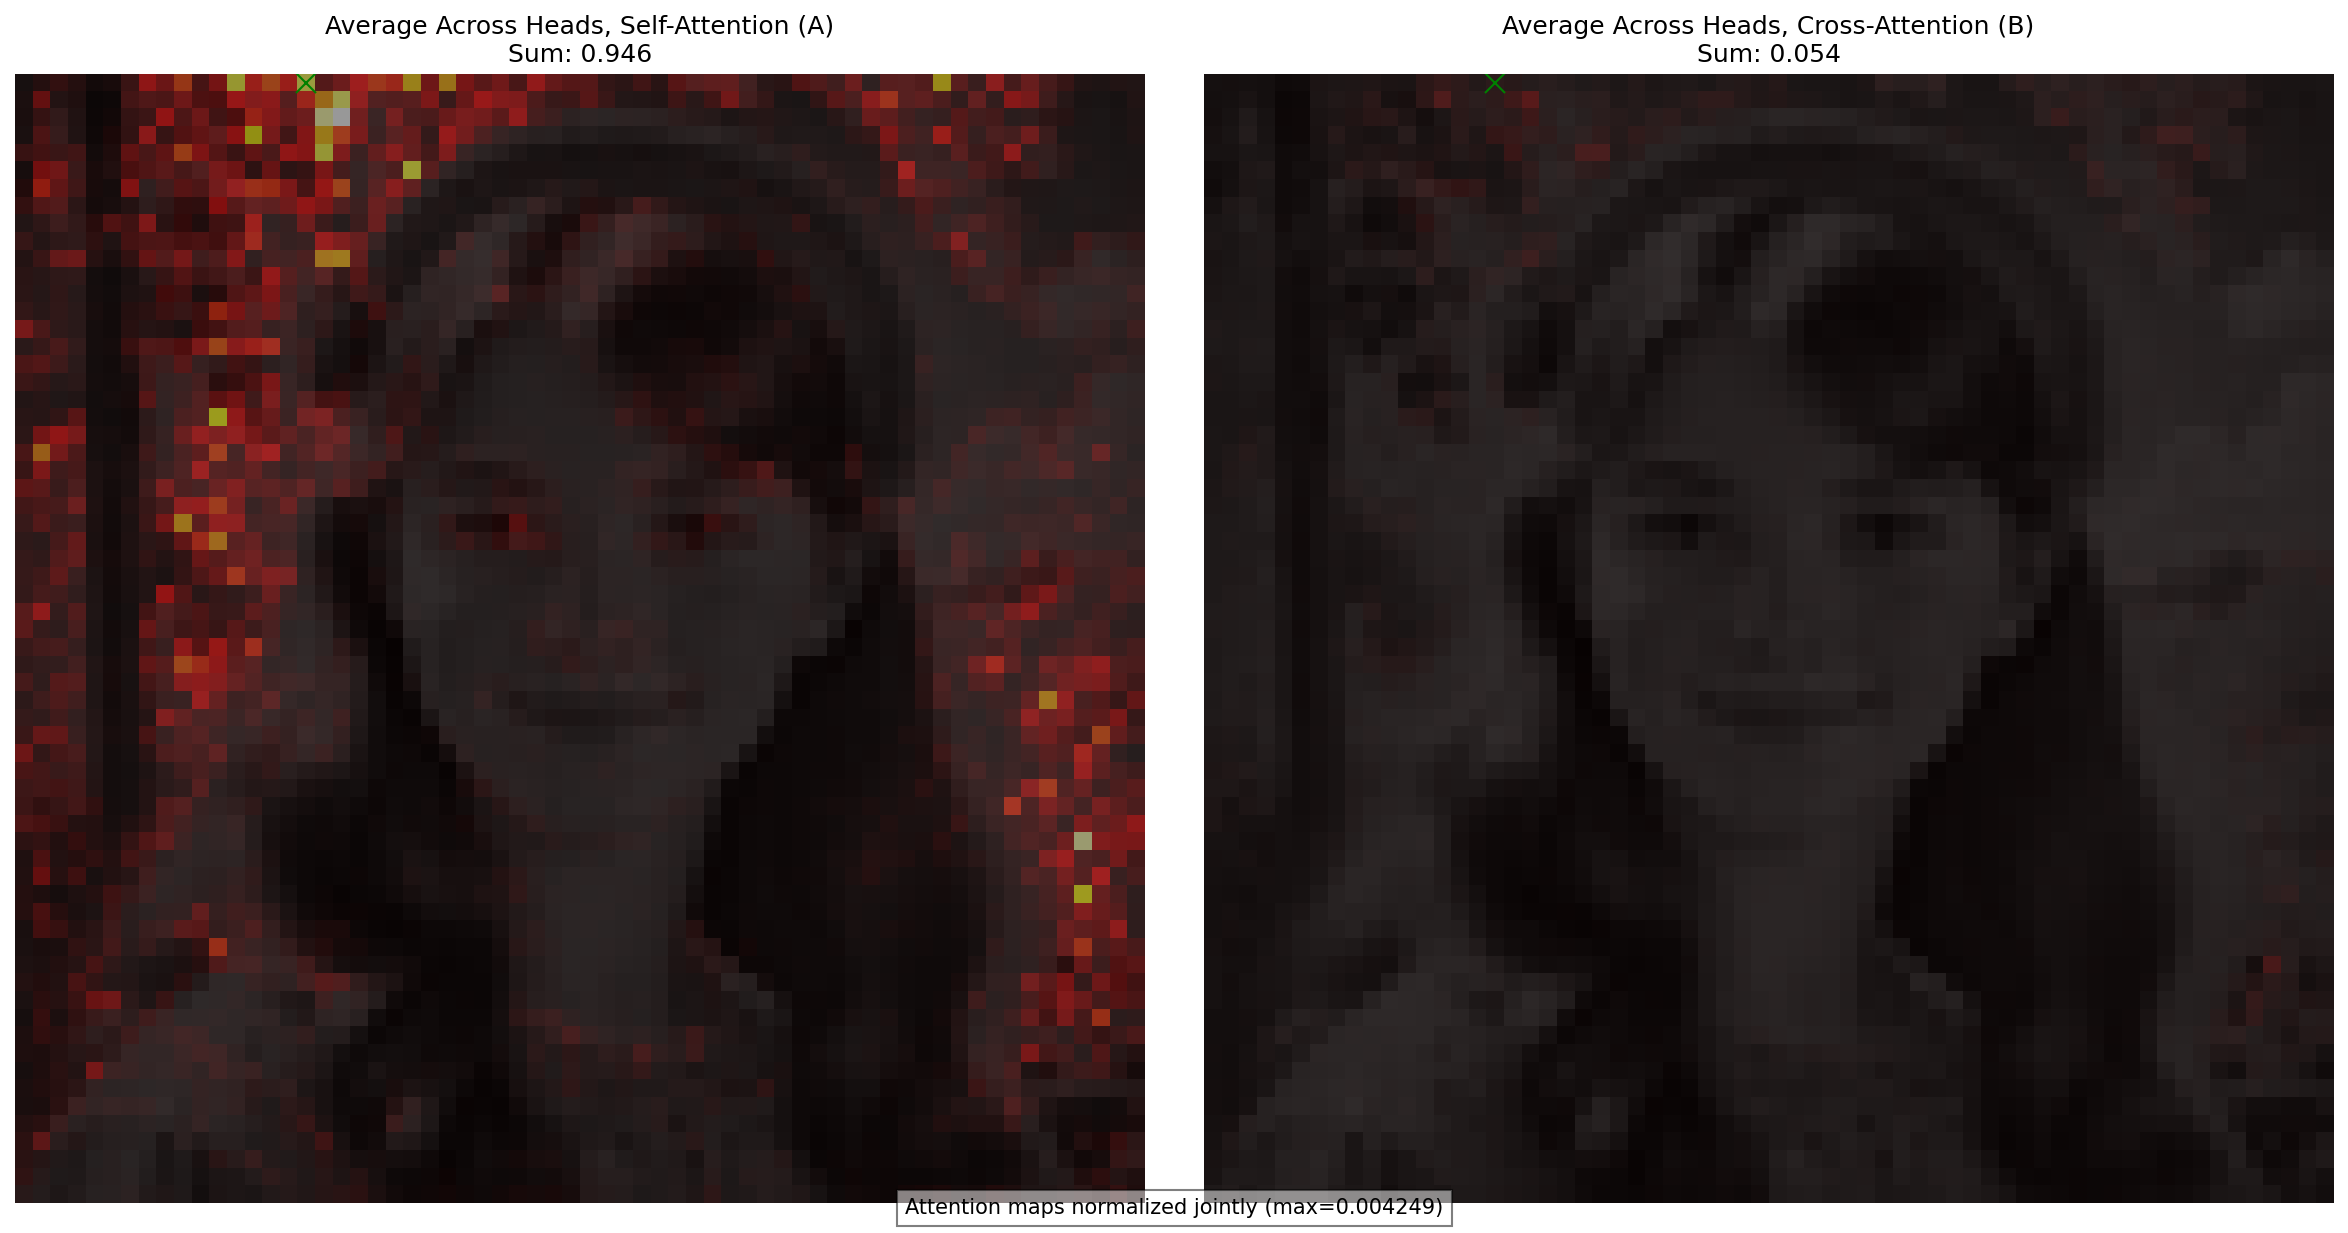 Average Across Heads, Self-Attention (A)
Sum: 0.946
Average Across Heads, Cross-Attention (B)
Sum: 0.054
Attention maps normalized jointly (max=0.004249)